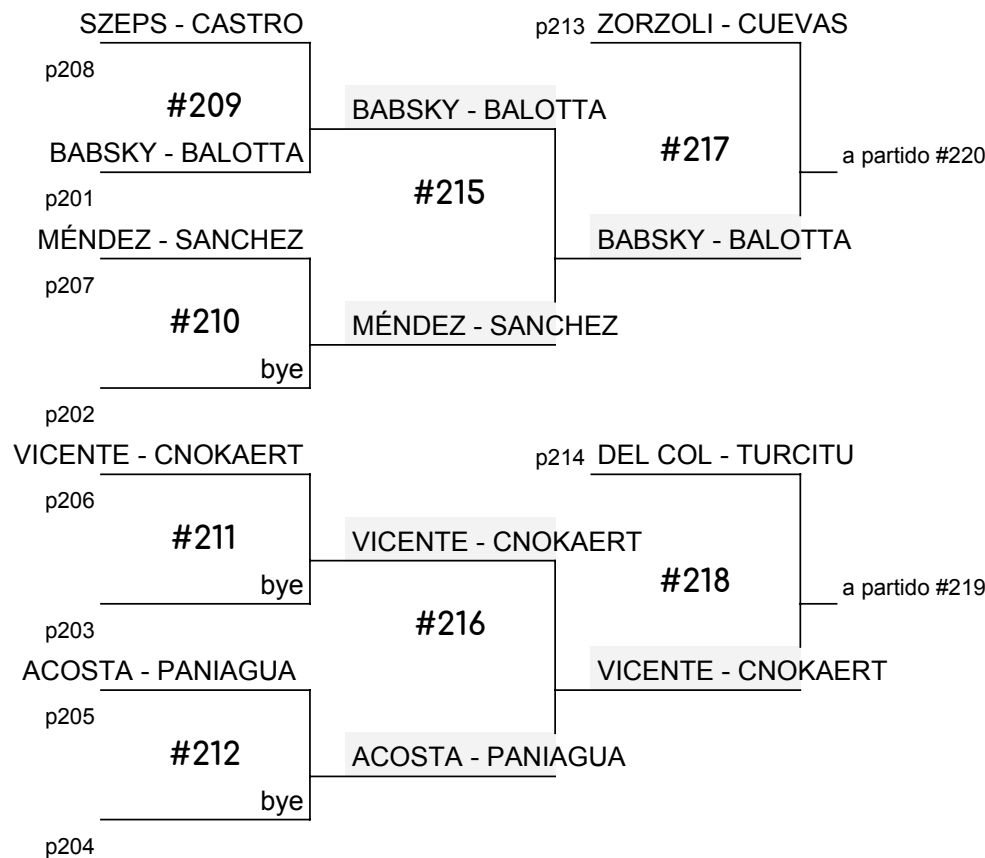 SZEPS - CASTRO
p213 ZORZOLI - CUEVAS
p208
#209
BABSKY - BALOTTA
BABSKY - BALOTTA
#217
a partido #220
p201
#215
MÉNDEZ - SANCHEZ
BABSKY - BALOTTA
p207
#210
MÉNDEZ - SANCHEZ
bye
p202
VICENTE - CNOKAERT
p214 DEL COL - TURCITU
p206
#211
VICENTE - CNOKAERT
bye
#218
a partido #219
p203
#216
ACOSTA - PANIAGUA
VICENTE - CNOKAERT
p205
#212
ACOSTA - PANIAGUA
bye
p204